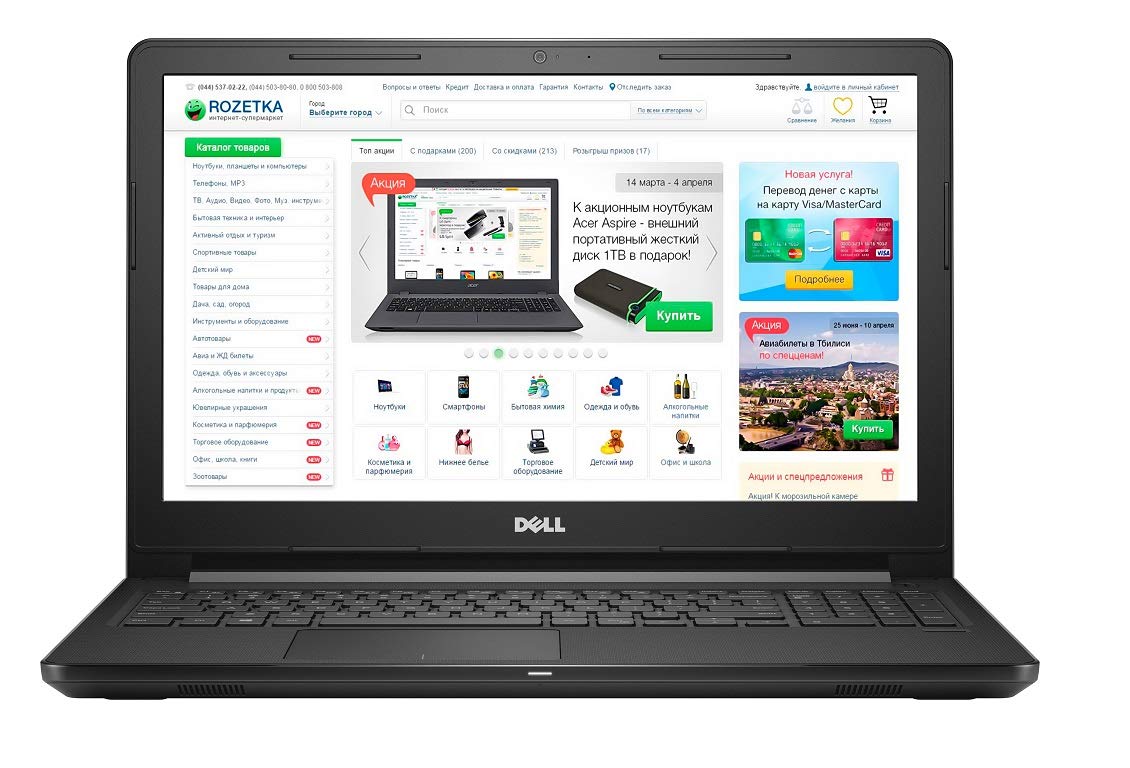 (044) 537-02-22, (044) 503-80-80, 0 800 503-808
Вопросы и ответы Кредит Доставка и оплата Гарантия Контакты Отследить заказ
Здравствуйте, войдите в личный кабинет
ROZETKA
интернет-супермаркет
Город
Выберите город
Поиск
По всем категориям
Сравнение
Желания
Корзина
Каталог товаров
Ноутбуки, планшеты и компьютеры
Телефоны, MP3
ТВ, Аудио, Видео, Фото, Муз. инструм
Бытовая техника и интерьер
Активный отдых и туризм
Спортивные товары
Детский мир
Товары для дома
Дача, сад, огород
Инструменты и оборудование
Автотовары NEW
Авиа и ЖД билеты
Одежда, обувь и аксессуары
Алкогольные напитки и продукты NEW
Ювелирные украшения
Косметика и парфюмерия NEW
Торговое оборудование NEW
Офис, школа, книги NEW
Зоотовары NEW
Топ акции
С подарками (200)
Со скидками (213)
Розыгрыш призов (17)
Акция
14 марта - 4 апреля
К акционным ноутбукам
Acer Aspire - внешний
портативный жесткий
диск 1TB в подарок!
Купить
Ноутбуки
Смартфоны
Бытовая химия
Одежда и обувь
Алкогольные
напитки
Косметика и
парфюмерия
Нижнее белье
Торговое
оборудование
Детский мир
Офис и школа
Новая услуга!
Перевод денег с карты
на карту Visa/MasterCard
VISA
Подробнее
Акция
25 июня - 10 апреля
Авиабилеты в Тбилиси
по спецценам!
Купить
Акции и спецпредложения
Акция! К морозильной камере
DELL